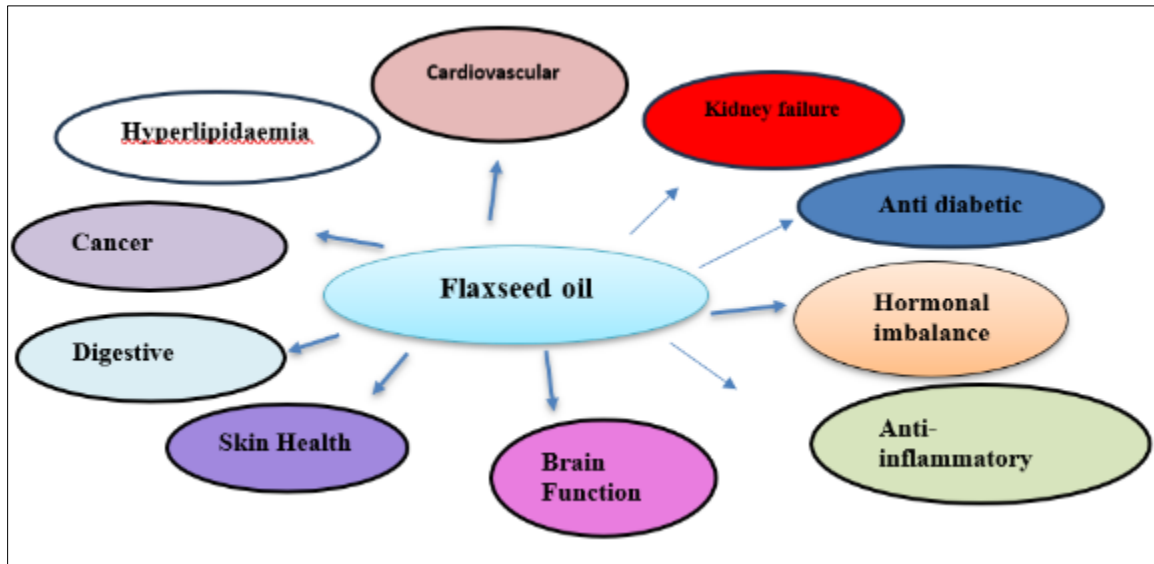 Cardiovascular
Kidney failure
Hyperlipidaemia
Anti diabetic
Cancer
Flaxseed oil
Hormonal
imbalance
Digestive
Skin Health
Brain
Function
Anti-
inflammatory